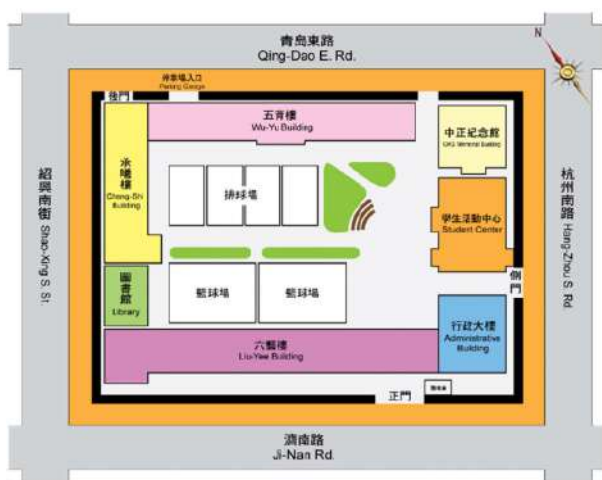 青島東路
Qing-Dao E. Rd.
N
停車場入口
Parking Garage
後門
五育樓
Wu-Yu Building
中正紀念館
CKS Memorial Building
承曦樓
Cheng-Shi
Building
排球場
學生活動中心
Student Center
紹興南街 Shao-Xing S. St.
杭州南路 Hang-Zhou S. Rd
側門
圖書館
Library
籃球場
籃球場
行政大樓
Administrative
Building
六藝樓
Liu-Yee Building
正門
濟南路
Ji-Nan Rd.